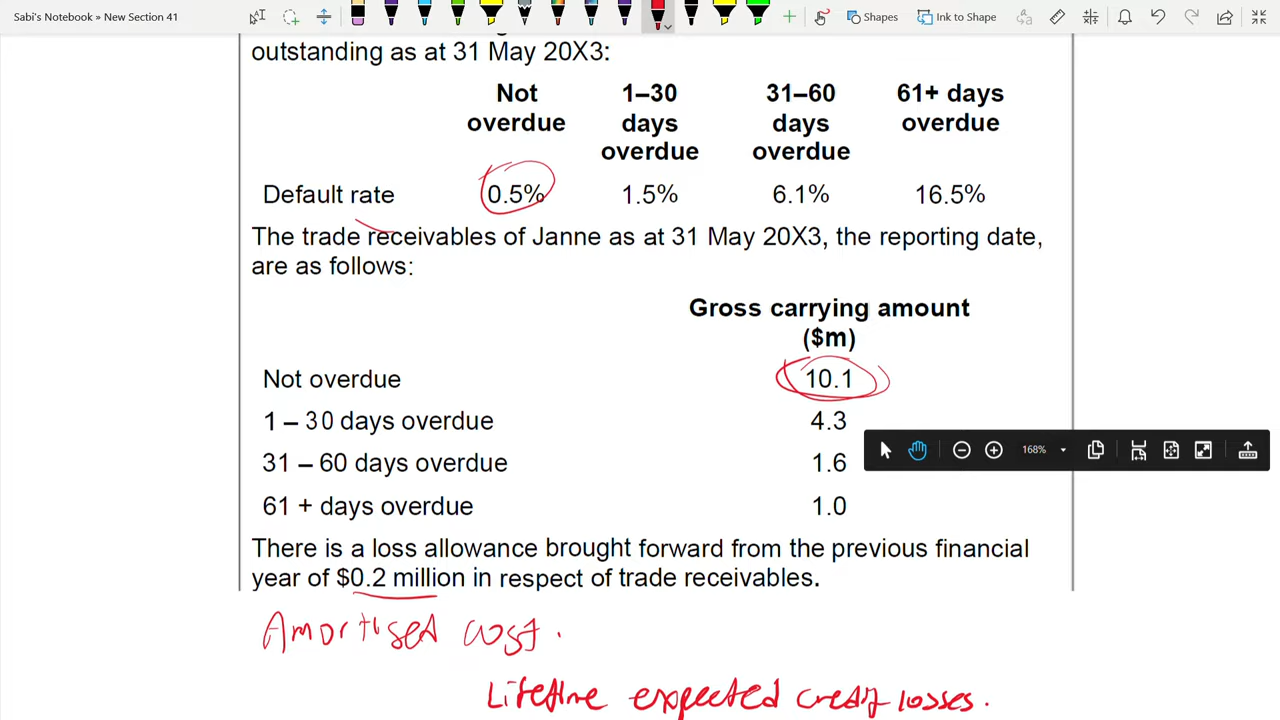 Sabi's Notebook » New Section 41
Shapes
Ink to Shape
outstanding as at 31 May 20X3:
Not overdue 1–30 days overdue 31–60 days overdue 61+ days overdue
Default rate 0.5% 1.5% 6.1% 16.5%
The trade receivables of Janne as at 31 May 20X3, the reporting date,
are as follows:
Gross carrying amount
($m)
Not overdue 10.1
1 – 30 days overdue 4.3
168%
31 – 60 days overdue 1.6
61 + days overdue 1.0
There is a loss allowance brought forward from the previous financial
year of $0.2 million in respect of trade receivables.
Amortised cost.
Lifetime expected credit losses.